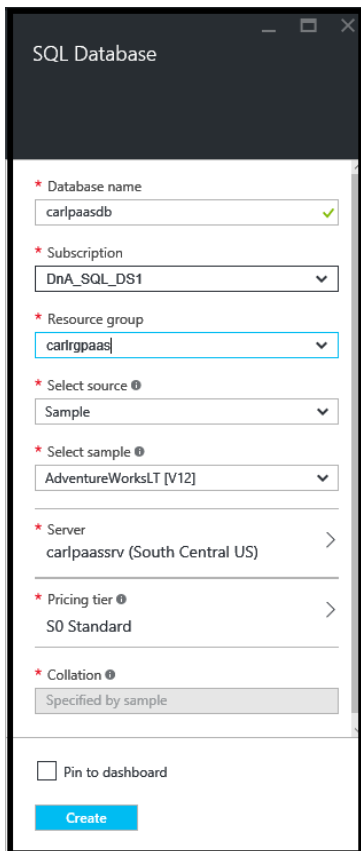 SQL Database
* Database name
carlpaasdb
* Subscription
DnA_SQL_DS1
* Resource group
carlrgpaas
* Select source
Sample
* Select sample
AdventureWorksLT [V12]
* Server
carlpaassrv (South Central US)
* Pricing tier
S0 Standard
* Collation
Specified by sample
Pin to dashboard
Create